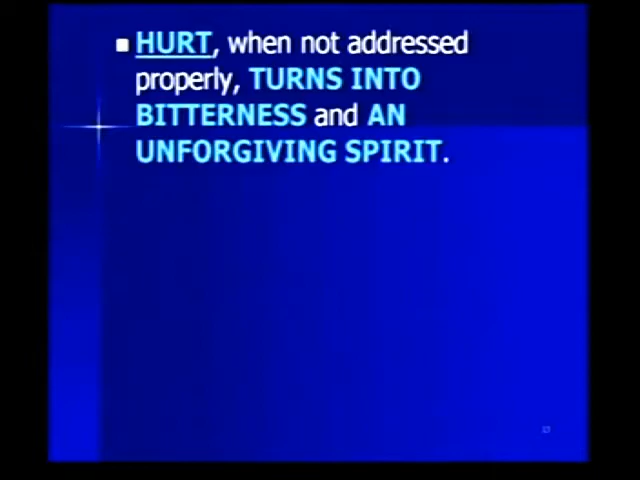 HURT, when not addressed
properly, TURNS INTO
BITTERNESS and AN
UNFORGIVING SPIRIT.